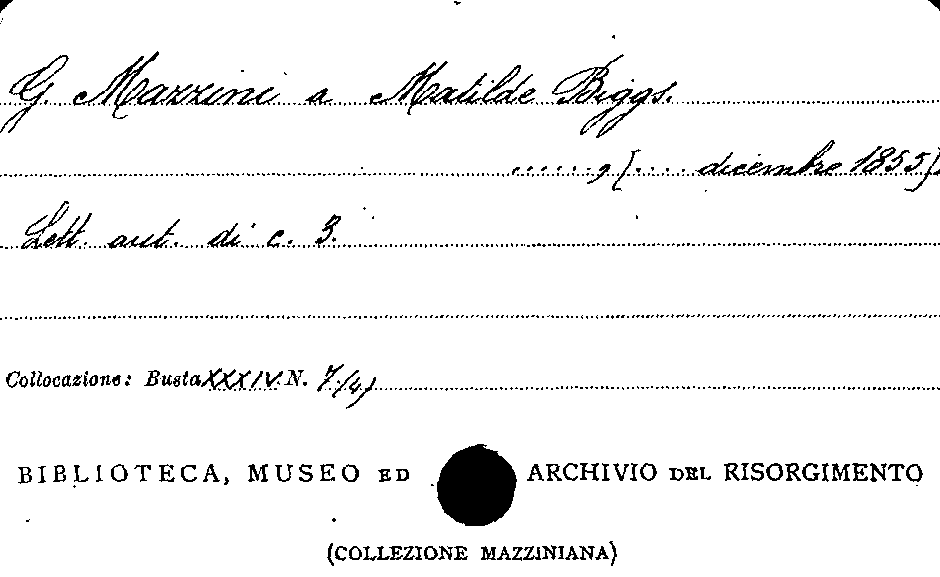 G. Mazzini a Matilde Biggs.
......, [.... dicembre 1855].
Lett. aut. di c. 3.
Collocazione: Busta XXXIV N. 7(4)
BIBLIOTECA, MUSEO ED ARCHIVIO DEL RISORGIMENTO
(COLLEZIONE MAZZINIANA)